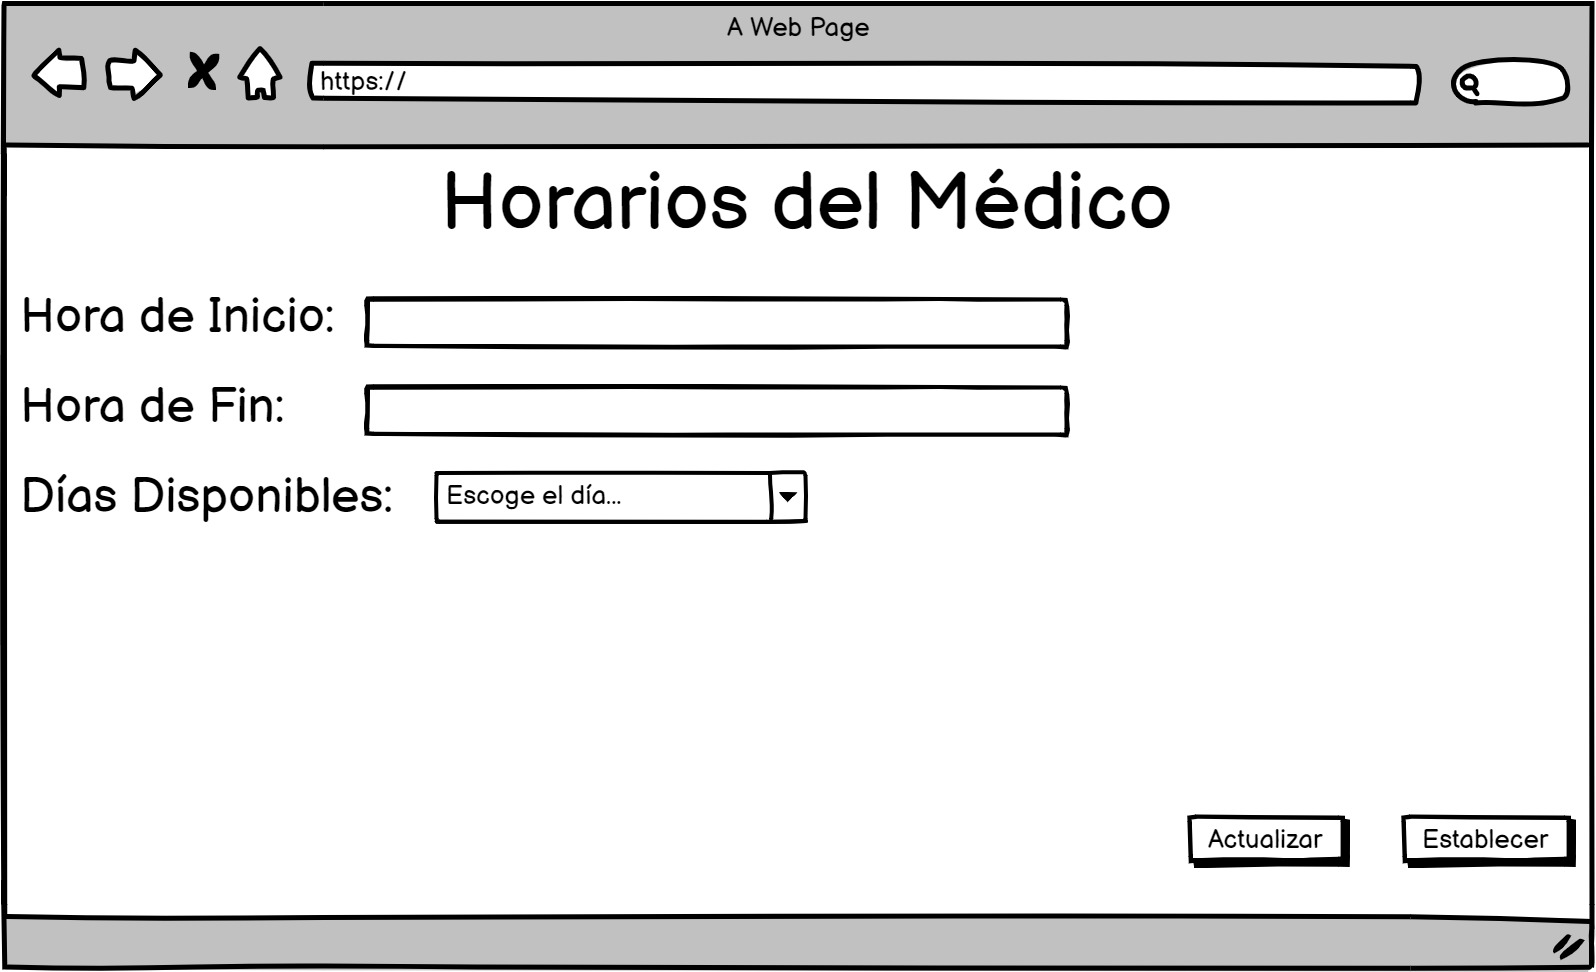 A Web Page
https://
Horarios del Médico
Hora de Inicio:
Hora de Fin:
Días Disponibles:
Escoge el día...
Actualizar
Establecer